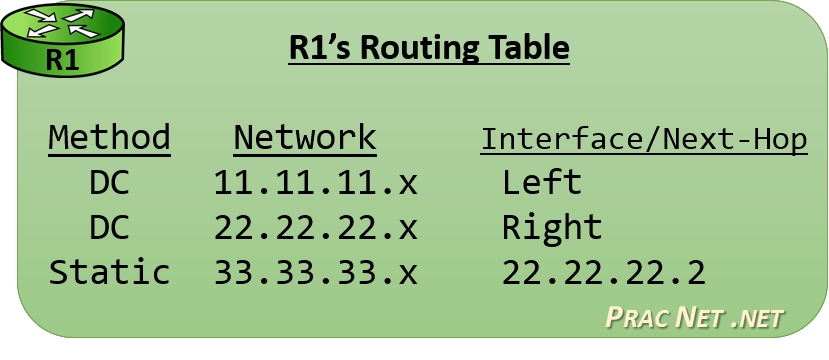 R1
R1’s Routing Table
Method Network Interface/Next-Hop
DC 11.11.11.x Left
DC 22.22.22.x Right
Static 33.33.33.x 22.22.22.2
PRAC NET .NET